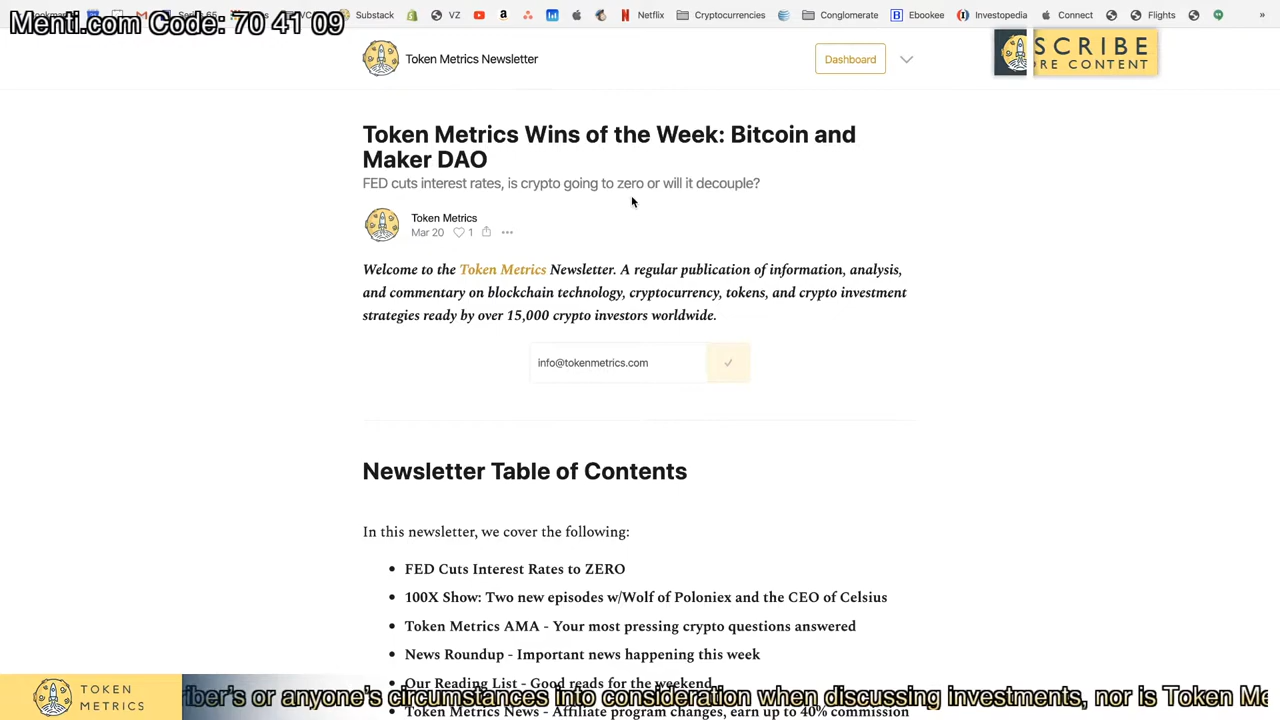 Substack
VZ
Netflix
Cryptocurrencies
Conglomerate
Ebookee
Investopedia
Connect
Flights
»
Menti.com Code: 70 41 09
Token Metrics Newsletter
Dashboard
SCRIBE
ORE CONTENT
Token Metrics Wins of the Week: Bitcoin and
Maker DAO
FED cuts interest rates, is crypto going to zero or will it decouple?
Token Metrics
Mar 20
1
Welcome to the Token Metrics Newsletter. A regular publication of information, analysis,
and commentary on blockchain technology, cryptocurrency, tokens, and crypto investment
strategies ready by over 15,000 crypto investors worldwide.
info@tokenmetrics.com
Newsletter Table of Contents
In this newsletter, we cover the following:
• FED Cuts Interest Rates to ZERO
• 100X Show: Two new episodes w/Wolf of Poloniex and the CEO of Celsius
• Token Metrics AMA - Your most pressing crypto questions answered
• News Roundup - Important news happening this week
• Our Reading List - Good reads for the weekend
• Token Metrics News - Affiliate program changes, earn up to 40% commission
TOKEN
METRICS
riber's or anyone's circumstances into consideration when discussing investments, nor is Token Me